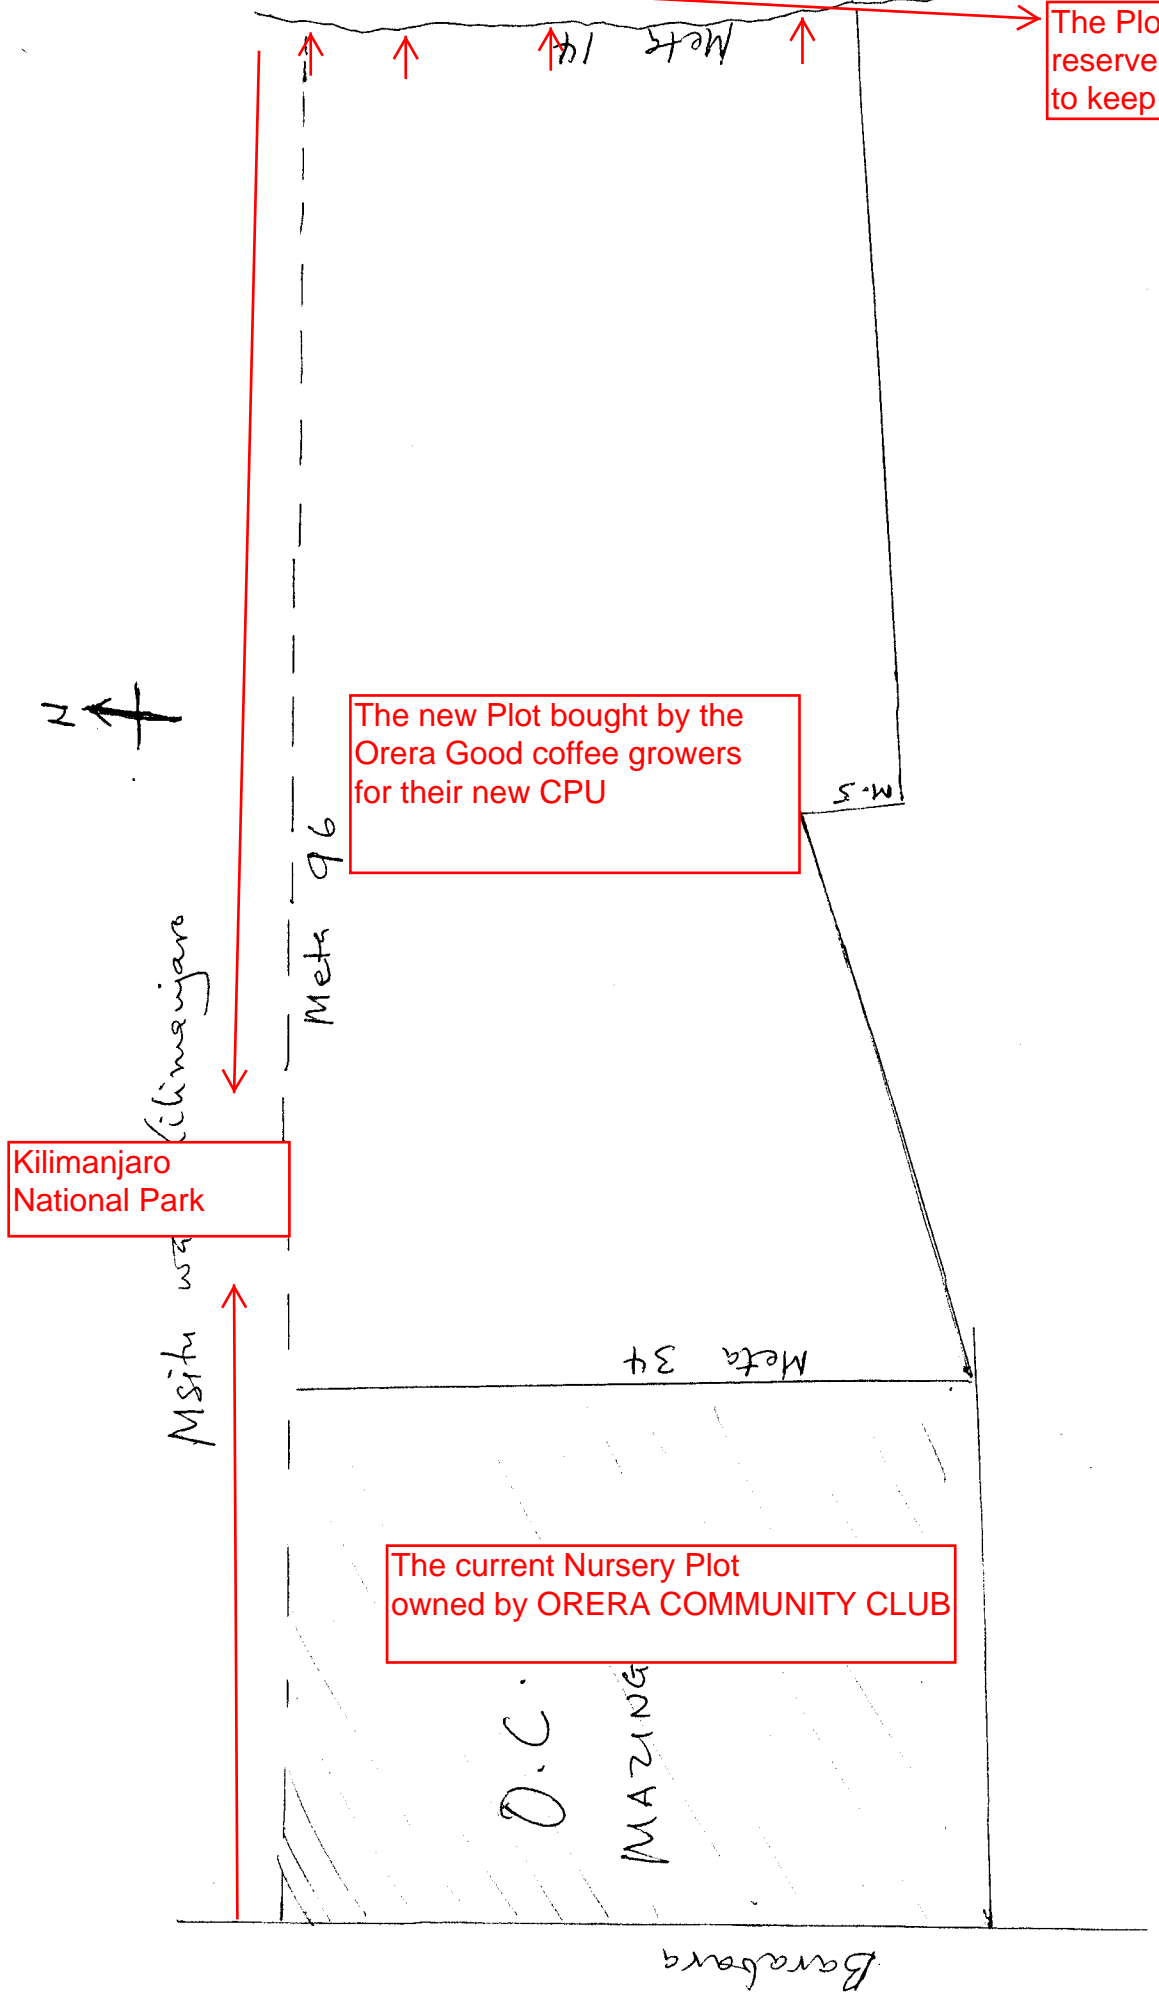 The Plo
reserve
to keep
Meta 14
N
The new Plot bought by the
Orera Good coffee growers
for their new CPU
M.5
Meta 96
Kilimanjaro
National Park
Msitu wa Kilimanjaro
Meta 34
The current Nursery Plot
owned by ORERA COMMUNITY CLUB
O.C.
MAZING
Barabara